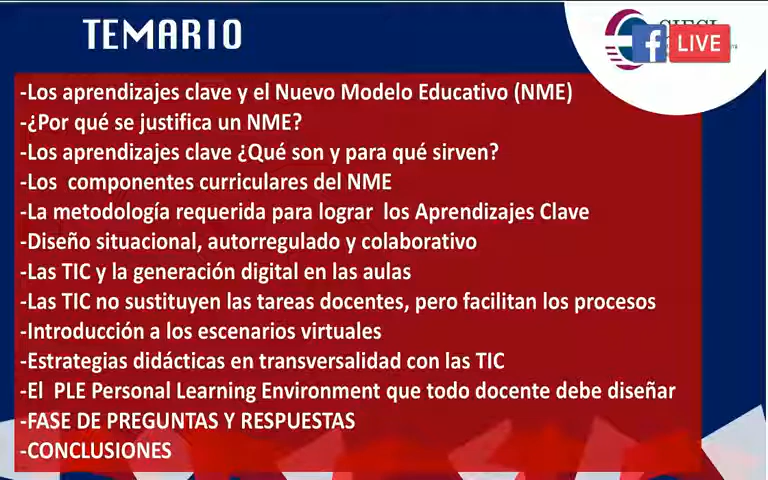 TEMARIO
LIVE
-Los aprendizajes clave y el Nuevo Modelo Educativo (NME)
-¿Por qué se justifica un NME?
-Los aprendizajes clave ¿Qué son y para qué sirven?
-Los componentes curriculares del NME
-La metodología requerida para lograr los Aprendizajes Clave
-Diseño situacional, autorregulado y colaborativo
-Las TIC y la generación digital en las aulas
-Las TIC no sustituyen las tareas docentes, pero facilitan los procesos
-Introducción a los escenarios virtuales
-Estrategias didácticas en transversalidad con las TIC
-El PLE Personal Learning Environment que todo docente debe diseñar
-FASE DE PREGUNTAS Y RESPUESTAS
-CONCLUSIONES